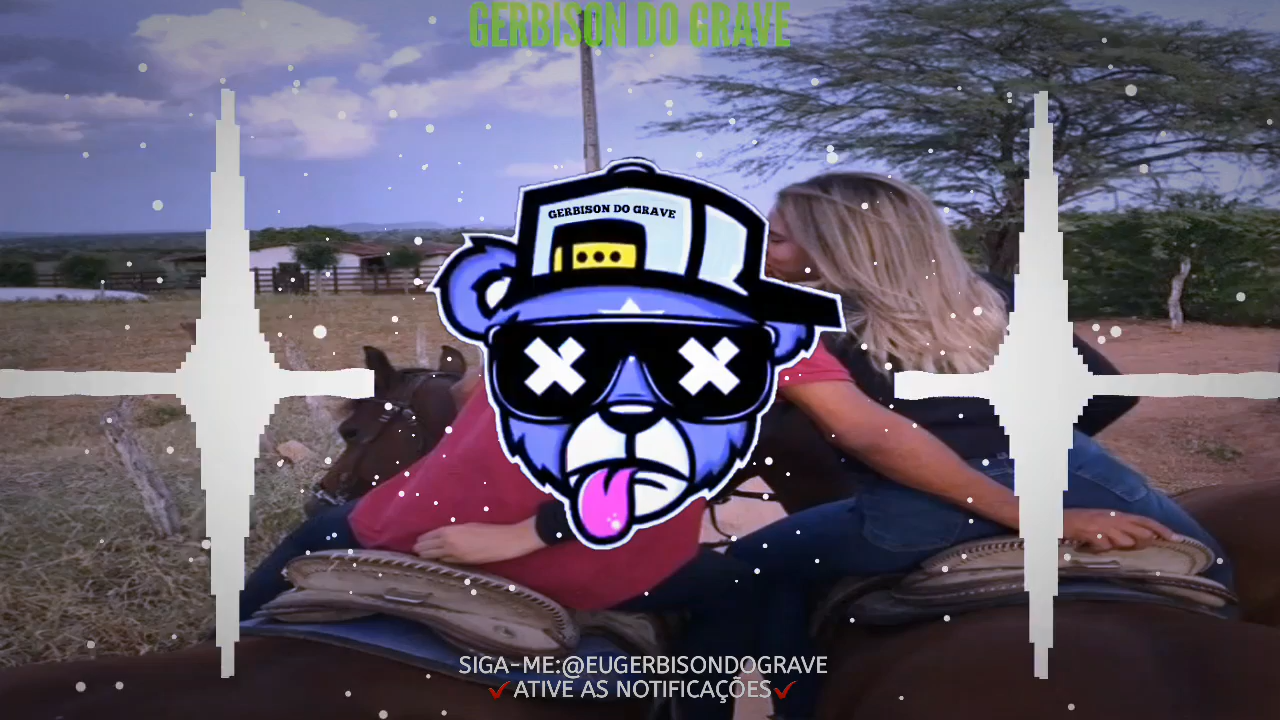 GERBISON DO GRAVE
GERBISON DO GRAVE
SIGA-ME:@EUGERBISONDOGRAVE
✔ATIVE AS NOTIFICAÇÕES✔